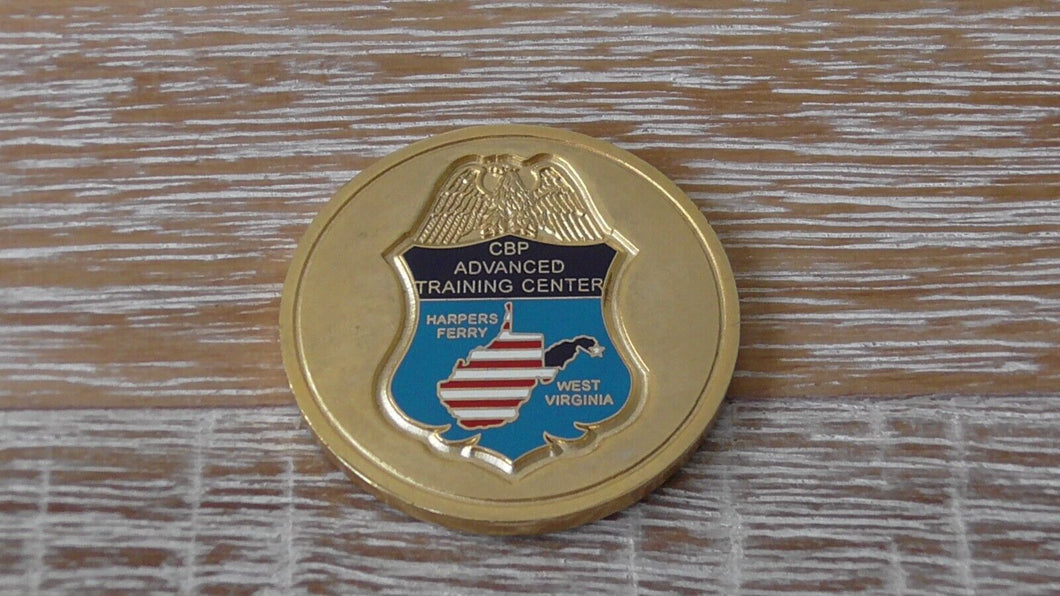 CBP
ADVANCED
TRAINING CENTER
HARPERS
FERRY
WEST
VIRGINIA